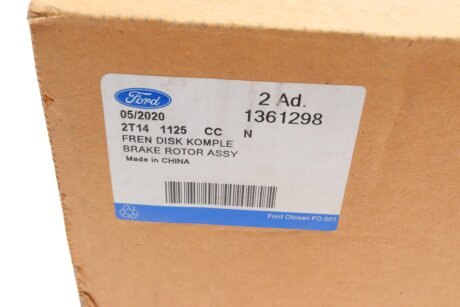 Ford
2 Ad.
05/2020
1361298
2T14 1125 CC N
FREN DISK KOMPLE
BRAKE ROTOR ASSY
Made in CHINA
Ford Otosan FO 001